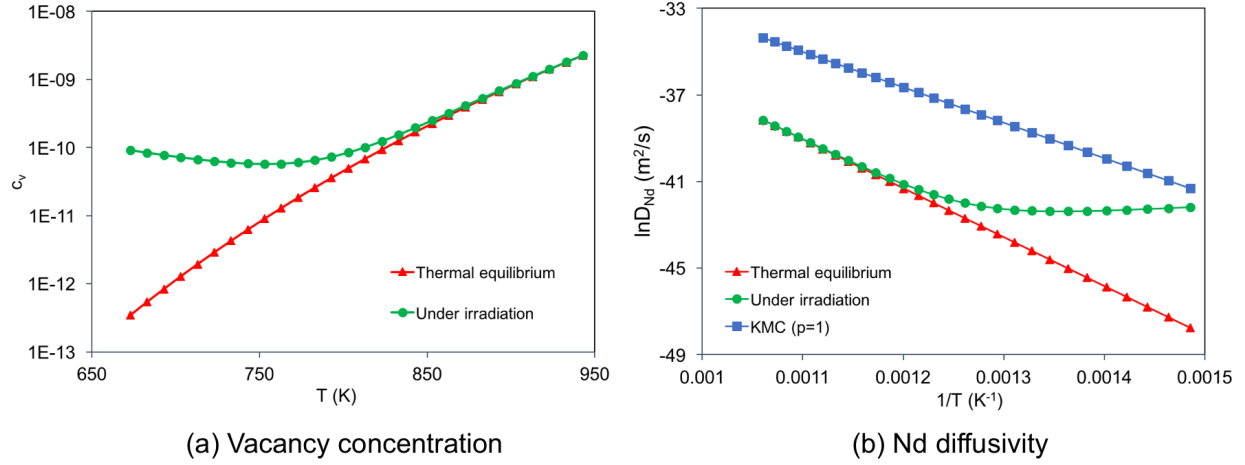 1E-08
1E-09
1E-10
1E-11
1E-12
1E-13
cv
650
750
850
950
T (K)
Thermal equilibrium
Under irradiation
(a) Vacancy concentration
-33
-37
-41
-45
-49
lnDNd (m2/s)
0.001
0.0011
0.0012
0.0013
0.0014
0.0015
1/T (K-1)
Thermal equilibrium
Under irradiation
KMC (p=1)
(b) Nd diffusivity